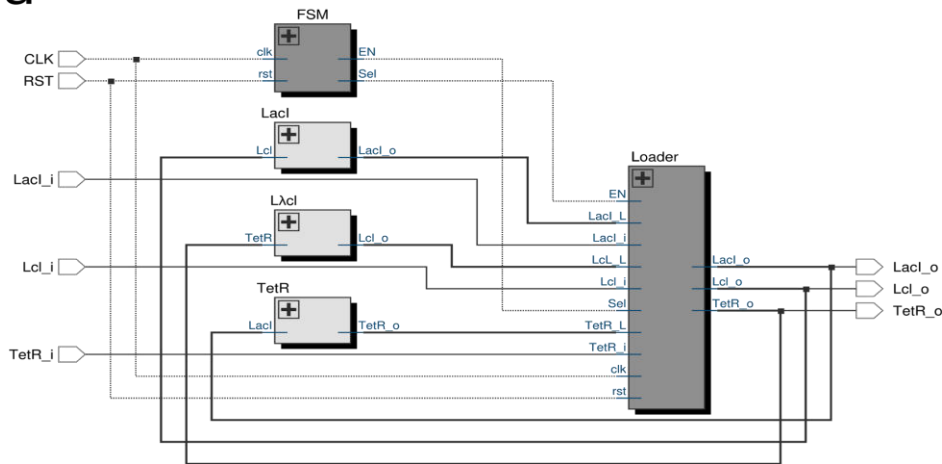 FSM
CLK
clk
EN
RST
rst
Sel
LacI
LcI
LacI_o
LacI_i
Loader
EN
LλcI
LacI_L
TetR
LcI_o
LacI_i
LcI_i
LcL_L
LacI_o
LacI_o
LcI_i
LcI_o
LcI_o
TetR
Sel
TetR_o
TetR_o
LacI
TetR_o
TetR_L
TetR_i
TetR_i
clk
rst